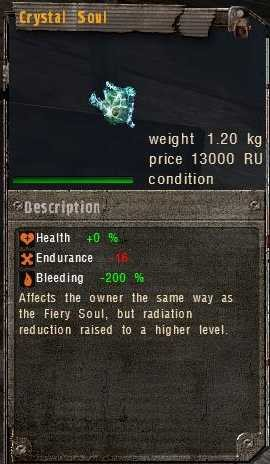 Crystal Soul
weight 1.20 kg
price 13000 RU
condition
Description
Health +0 %
Endurance -16
Bleeding -200 %
Affects the owner the same way as
the Fiery Soul, but radiation
reduction raised to a higher level.